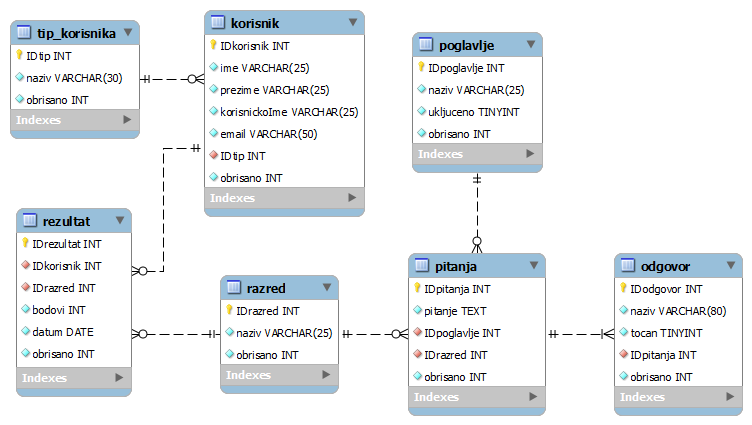 tip_korisnika
IDtip INT
naziv VARCHAR(30)
obrisano INT
Indexes
korisnik
IDkorisnik INT
ime VARCHAR(25)
prezime VARCHAR(25)
korisnickoIme VARCHAR(25)
email VARCHAR(50)
IDtip INT
obrisano INT
Indexes
poglavlje
IDpoglavlje INT
naziv VARCHAR(25)
ukljuceno TINYINT
obrisano INT
Indexes
rezultat
IDrezultat INT
IDkorisnik INT
IDrazred INT
bodovi INT
datum DATE
obrisano INT
Indexes
razred
IDrazred INT
naziv VARCHAR(25)
obrisano INT
Indexes
pitanja
IDpitanja INT
pitanje TEXT
IDpoglavlje INT
IDrazred INT
obrisano INT
Indexes
odgovor
IDodgovor INT
naziv VARCHAR(80)
tocan TINYINT
IDpitanja INT
obrisano INT
Indexes